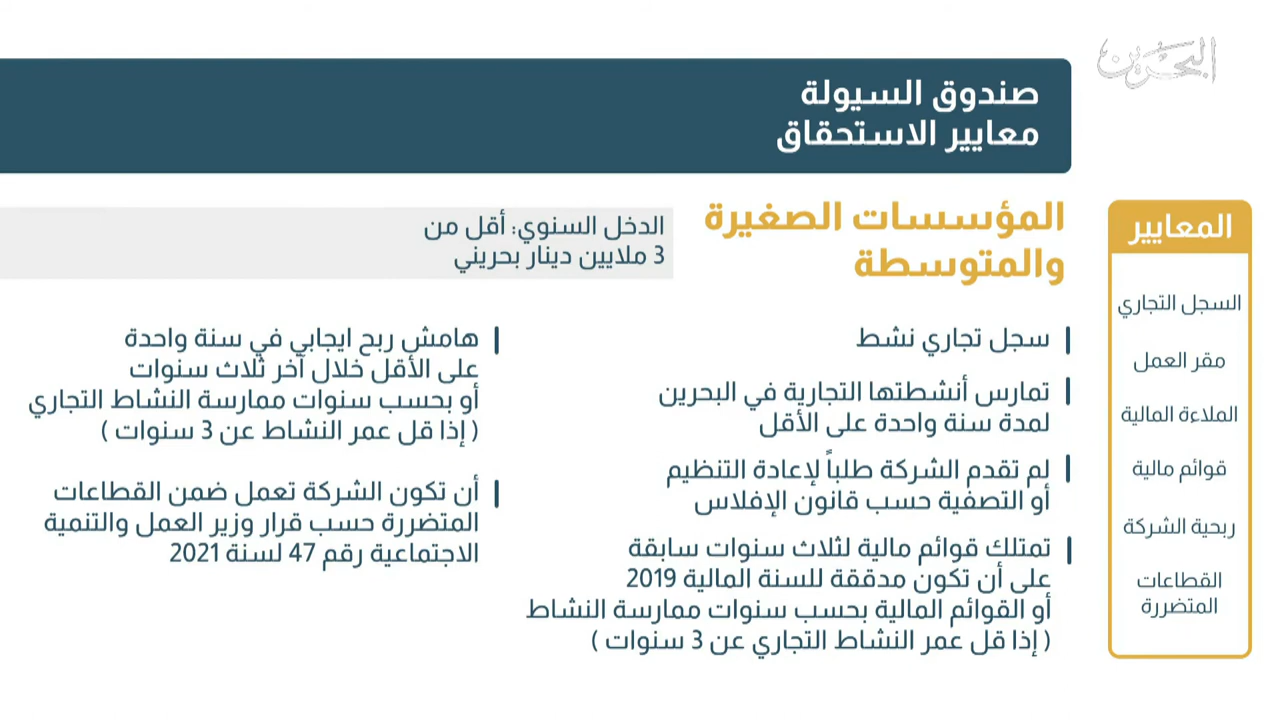 البحرين
صندوق السيولة
معايير الاستحقاق
المعايير
السجل التجاري
مقر العمل
الملاءة المالية
قوائم مالية
ربحية الشركة
القطاعات
المتضررة
المؤسسات الصغيرة
والمتوسطة
الدخل السنوي: أقل من
3 ملايين دينار بحريني
سجل تجاري نشط
تمارس أنشطتها التجارية في البحرين
لمدة سنة واحدة على الأقل
لم تقدم الشركة طلباً لإعادة التنظيم
أو التصفية حسب قانون الإفلاس
تمتلك قوائم مالية لثلاث سنوات سابقة
على أن تكون مدققة للسنة المالية 2019
أو القوائم المالية بحسب سنوات ممارسة النشاط
( إذا قل عمر النشاط التجاري عن 3 سنوات )
هامش ربح ايجابي في سنة واحدة
على الأقل خلال آخر ثلاث سنوات
أو بحسب سنوات ممارسة النشاط التجاري
( إذا قل عمر النشاط عن 3 سنوات )
أن تكون الشركة تعمل ضمن القطاعات
المتضررة حسب قرار وزير العمل والتنمية
الاجتماعية رقم 47 لسنة 2021